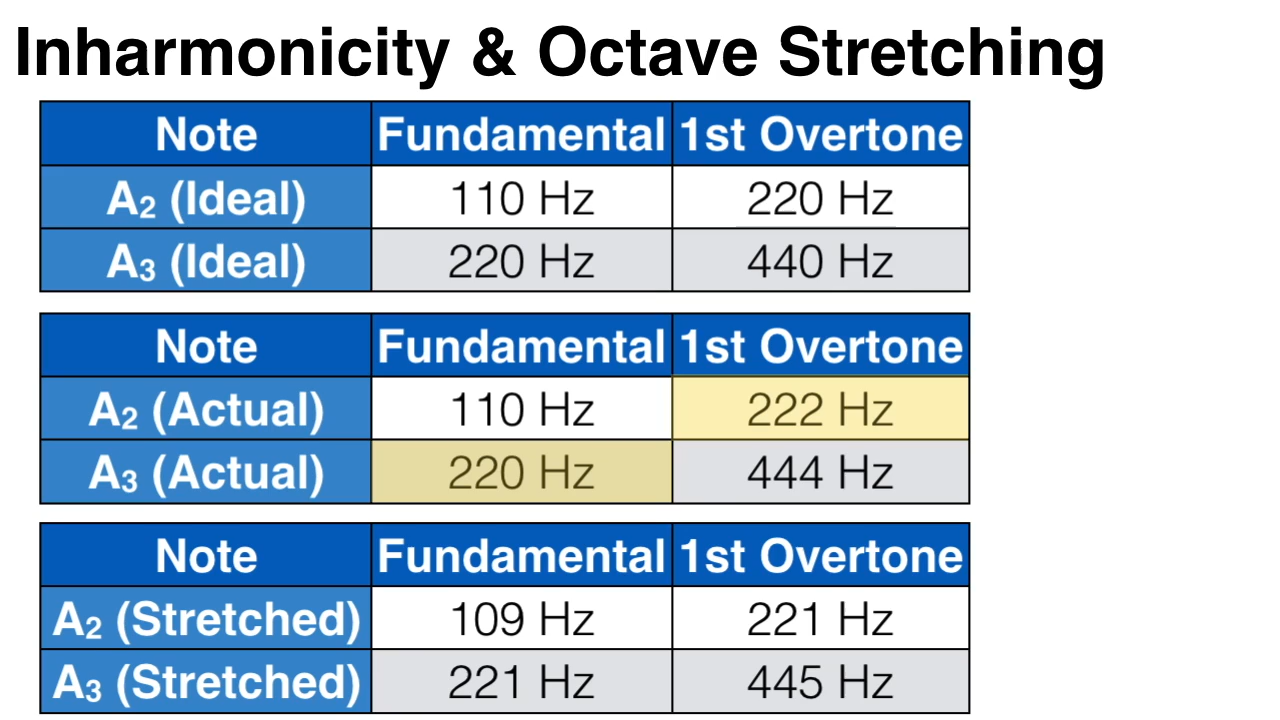 Inharmonicity & Octave Stretching
Note Fundamental 1st Overtone
A₂ (Ideal) 110 Hz 220 Hz
A₃ (Ideal) 220 Hz 440 Hz
Note Fundamental 1st Overtone
A₂ (Actual) 110 Hz 222 Hz
A₃ (Actual) 220 Hz 444 Hz
Note Fundamental 1st Overtone
A₂ (Stretched) 109 Hz 221 Hz
A₃ (Stretched) 221 Hz 445 Hz